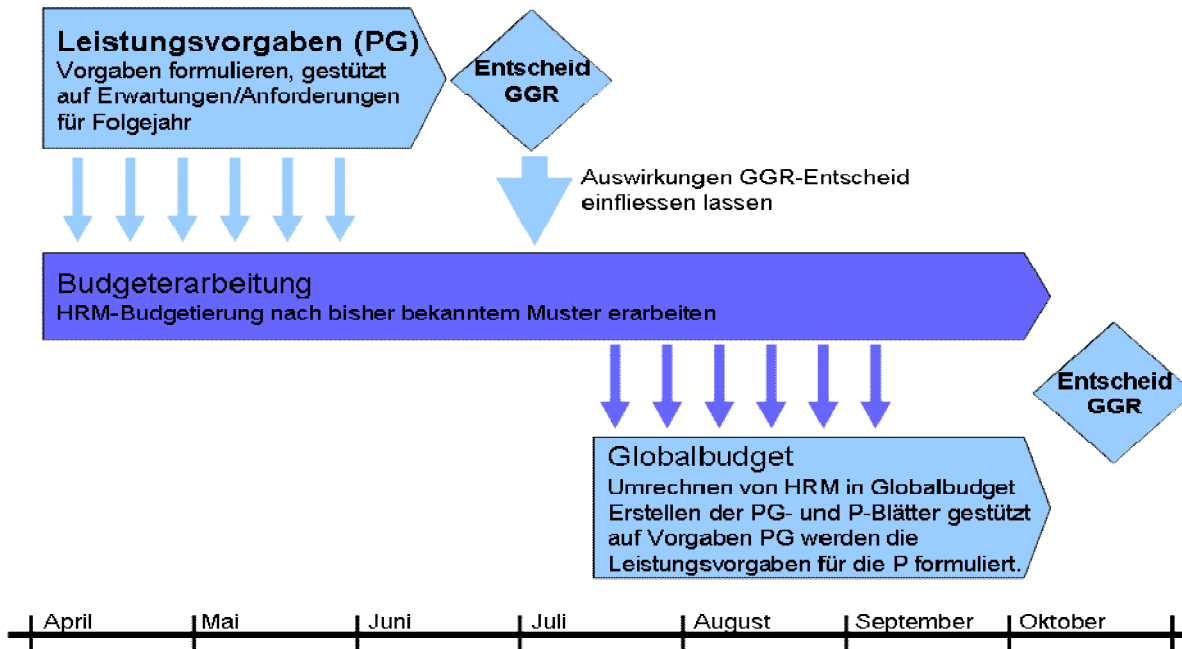 Leistungsvorgaben (PG)
Vorgaben formulieren, gestützt
auf Erwartungen/Anforderungen
für Folgejahr
Entscheid
GGR
Auswirkungen GGR-Entscheid
einfliessen lassen
Budgeterarbeitung
HRM-Budgetierung nach bisher bekanntem Muster erarbeiten
Entscheid
GGR
Globalbudget
Umrechnen von HRM in Globalbudget
Erstellen der PG- und P-Blätter gestützt
auf Vorgaben PG werden die
Leistungsvorgaben für die P formuliert.
April Mai Juni Juli August September Oktober